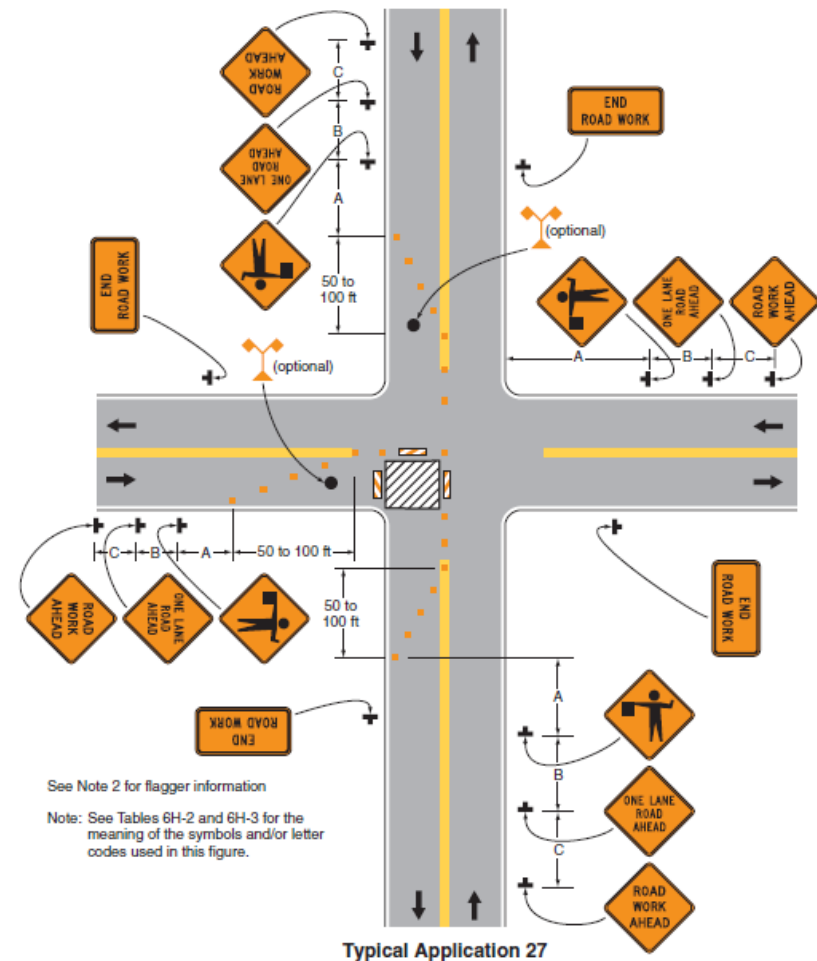 ROAD
WORK
AHEAD
C
ONE LANE
ROAD
AHEAD
B
A
END
ROAD WORK
(optional)
50 to
100 ft
END
ROAD WORK
(optional)
ONE LANE
ROAD
AHEAD
ROAD
WORK
AHEAD
A
B
C
C
B
A
50 to 100 ft
ROAD
WORK
AHEAD
ONE LANE
ROAD
AHEAD
50 to
100 ft
END
ROAD WORK
END
ROAD WORK
A
B
ONE LANE
ROAD
AHEAD
C
ROAD
WORK
AHEAD
See Note 2 for flagger information
Note: See Tables 6H-2 and 6H-3 for the
meaning of the symbols and/or letter
codes used in this figure.
Typical Application 27